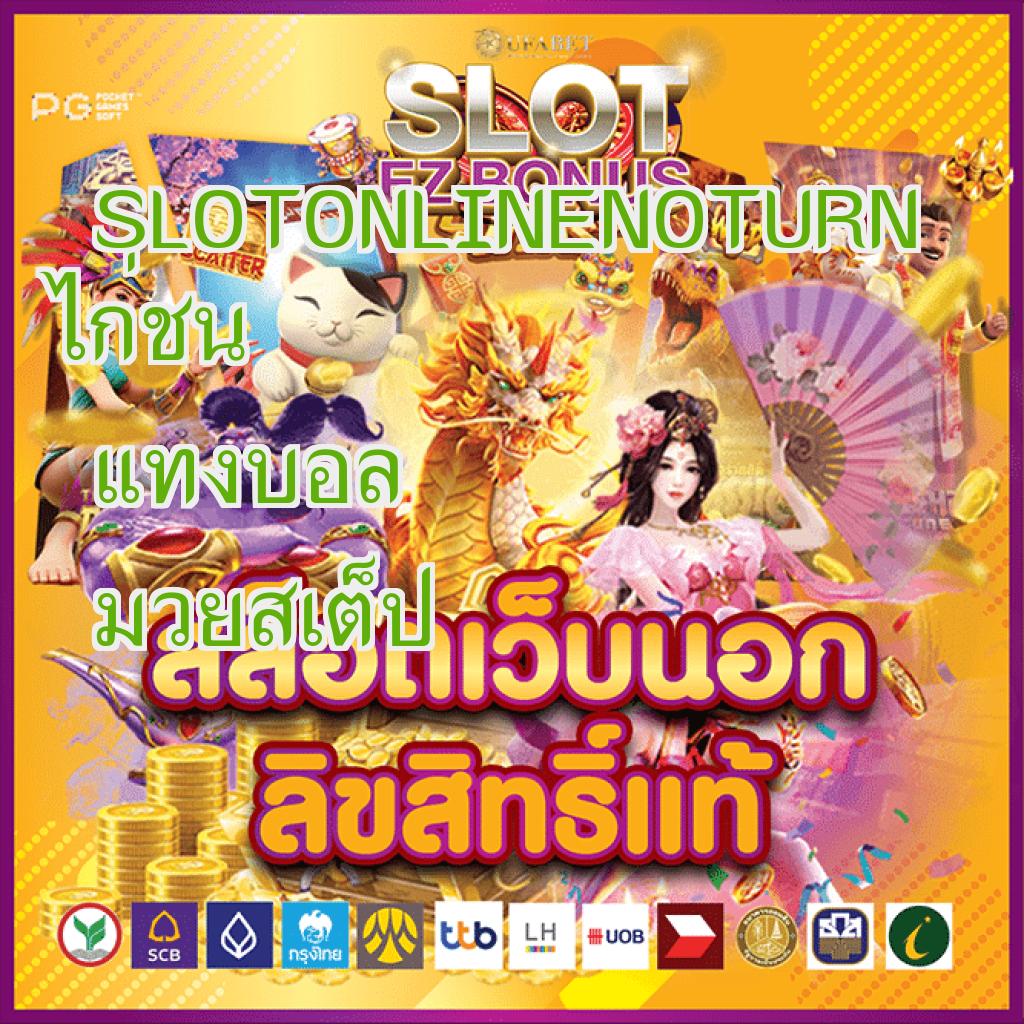 UFABET
PG POCKET GAMES SOFT
SLOT
EZ BONUS
SLOTONLINENOTURN
SCATTER
ไก่ชน
แทงบอล
มวยสเต็ป
สล็อตเว็บนอก
ลิขสิทธิ์แท้
SCB
กรุงไทย
ttb
LH
UOB